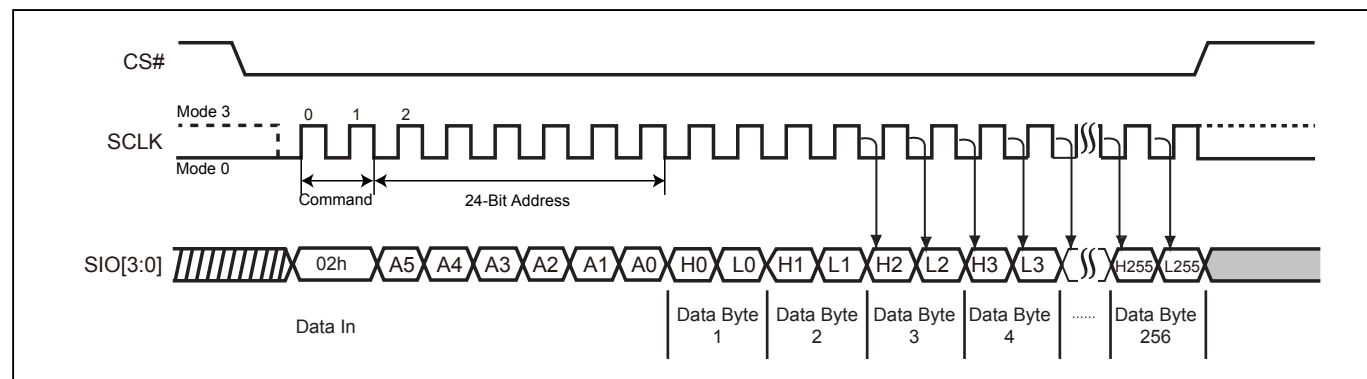 CS#
Mode 3
0 1 2
SCLK
Mode 0
Command
24-Bit Address
SIO[3:0]
02h A5 A4 A3 A2 A1 A0 H0 L0 H1 L1 H2 L2 H3 L3 H255 L255
Data In
Data Byte 1
Data Byte 2
Data Byte 3
Data Byte 4
......
Data Byte 256